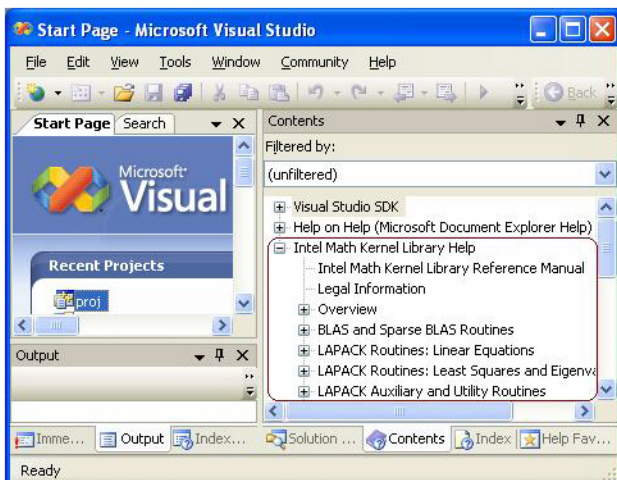 Start Page - Microsoft Visual Studio
File Edit View Tools Window Community Help
Back
Start Page Search
Microsoft
Visual
Recent Projects
proj
Output
Contents
Filtered by:
(unfiltered)
Visual Studio SDK
Help on Help (Microsoft Document Explorer Help)
Intel Math Kernel Library Help
Intel Math Kernel Library Reference Manual
Legal Information
Overview
BLAS and Sparse BLAS Routines
LAPACK Routines: Linear Equations
LAPACK Routines: Least Squares and Eigenva
LAPACK Auxiliary and Utility Routines
Imme... Output Index... Solution ... Contents Index Help Fav...
Ready